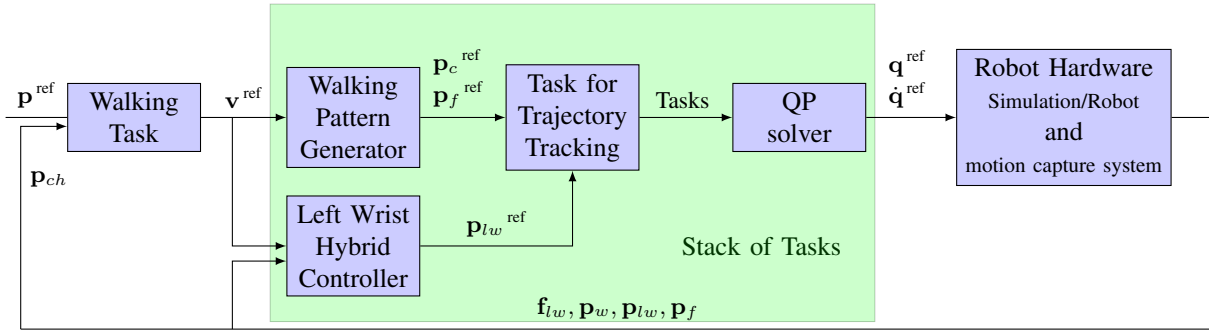 p^ref
Walking
Task
p_ch
v^ref
Walking
Pattern
Generator
p_c^ref
p_f^ref
Left Wrist
Hybrid
Controller
p_lw^ref
Task for
Trajectory
Tracking
Tasks
QP
solver
Stack of Tasks
q^ref
q̇^ref
Robot Hardware
Simulation/Robot
and
motion capture system
f_lw, p_w, p_lw, p_f